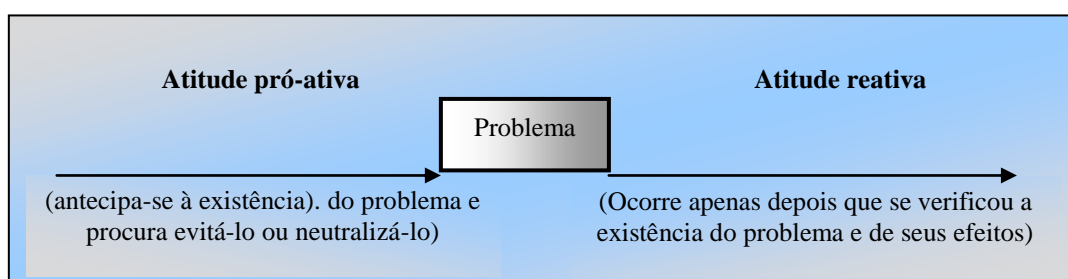 Atitude pró-ativa
Atitude reativa
Problema
(antecipa-se à existência). do problema e
procura evitá-lo ou neutralizá-lo)
(Ocorre apenas depois que se verificou a
existência do problema e de seus efeitos)